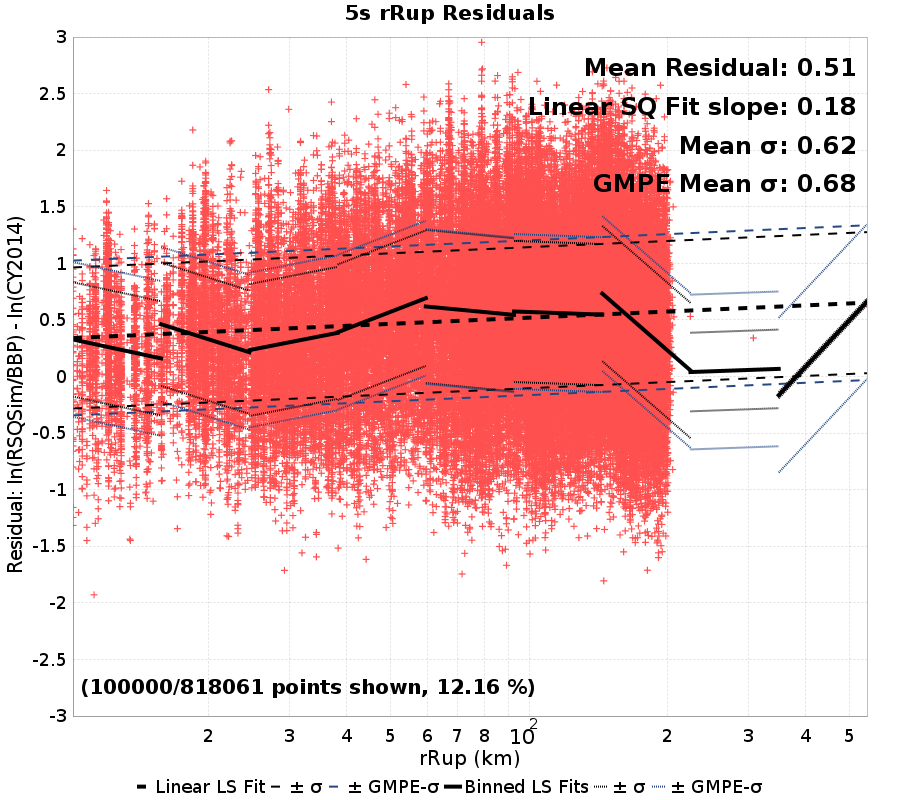 5s rRup Residuals
Mean Residual: 0.51
Linear SQ Fit slope: 0.18
Mean σ: 0.62
GMPE Mean σ: 0.68
3
2.5
2
1.5
1
0.5
0
-0.5
-1
-1.5
-2
-2.5
-3
Residual: ln(RSQSim/BBP) - ln(CY2014)
(100000/818061 points shown, 12.16 %)
2 3 4 5 6 7 8 10² 2 3 4 5
rRup (km)
Linear LS Fit ± σ ± GMPE-σ Binned LS Fits ± σ ± GMPE-σ